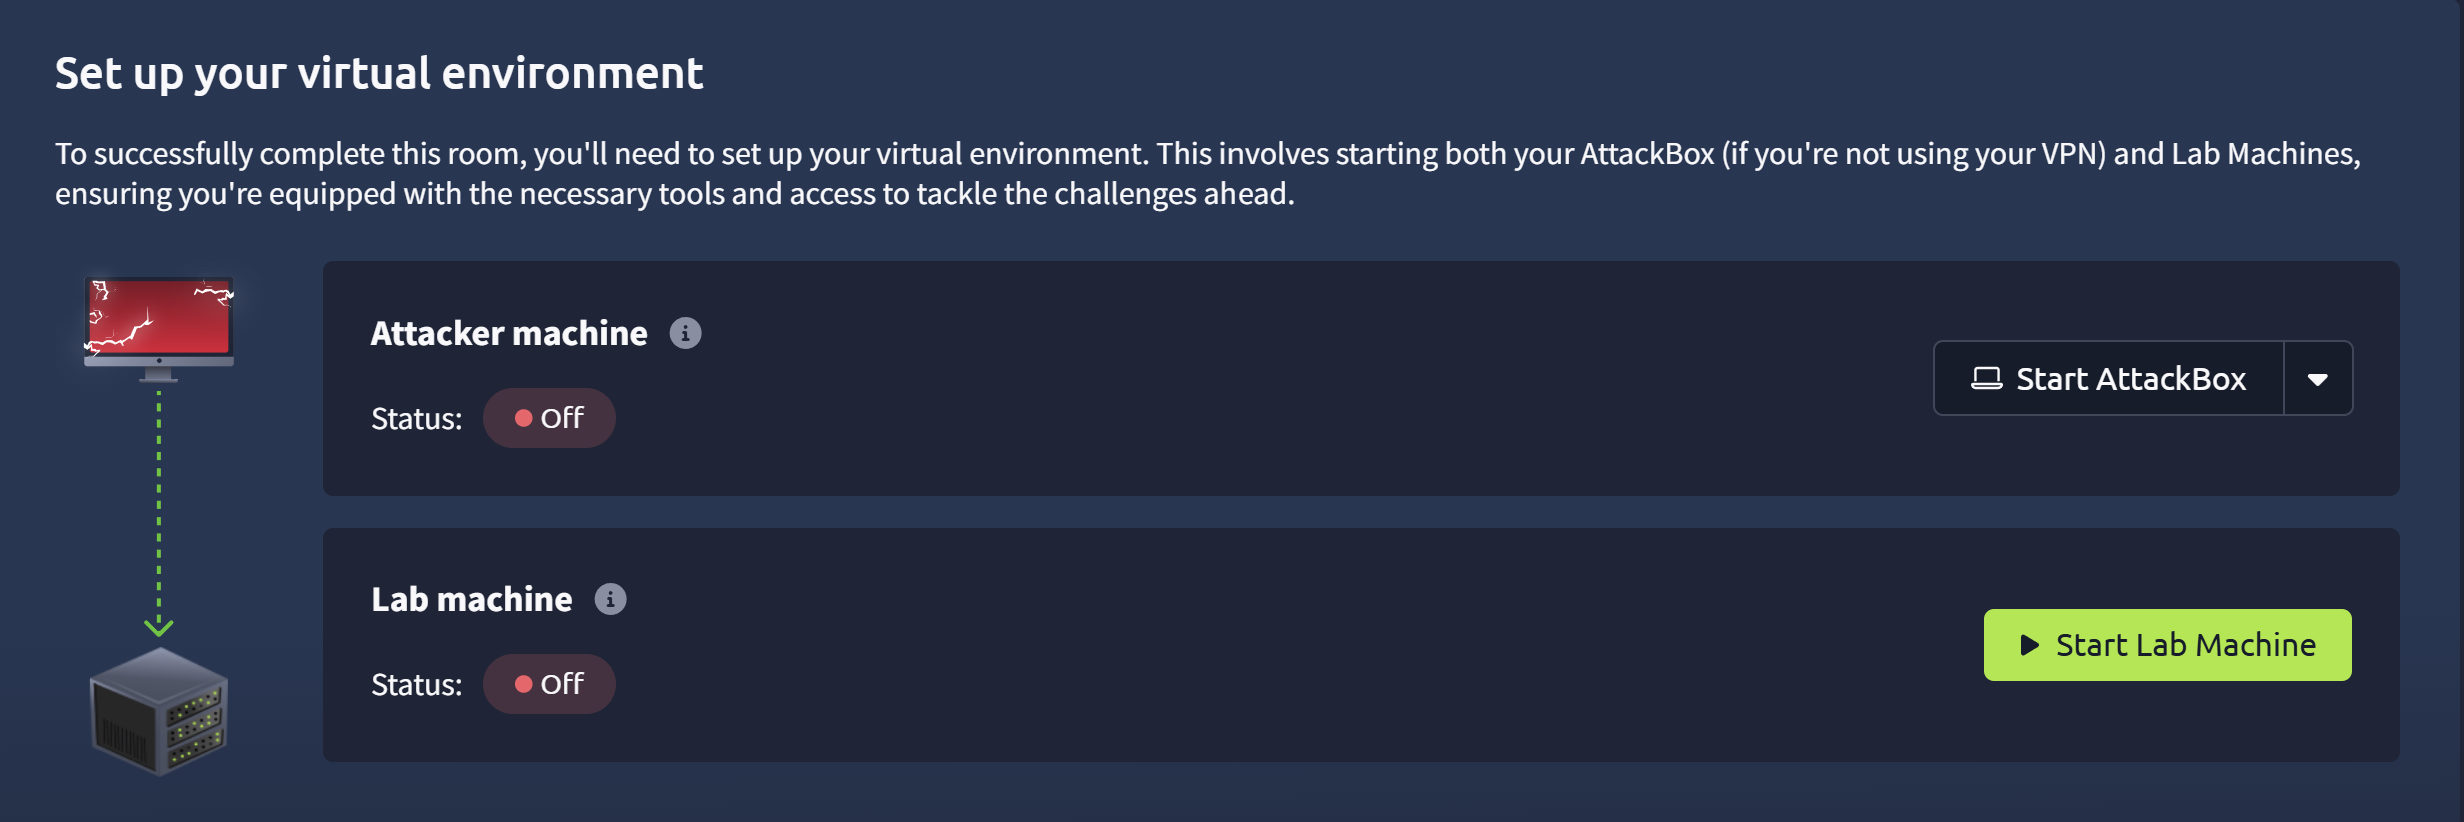 Set up your virtual environment
To successfully complete this room, you'll need to set up your virtual environment. This involves starting both your AttackBox (if you're not using your VPN) and Lab Machines,
ensuring you're equipped with the necessary tools and access to tackle the challenges ahead.
Attacker machine
Status: Off
Start AttackBox
Lab machine
Status: Off
Start Lab Machine